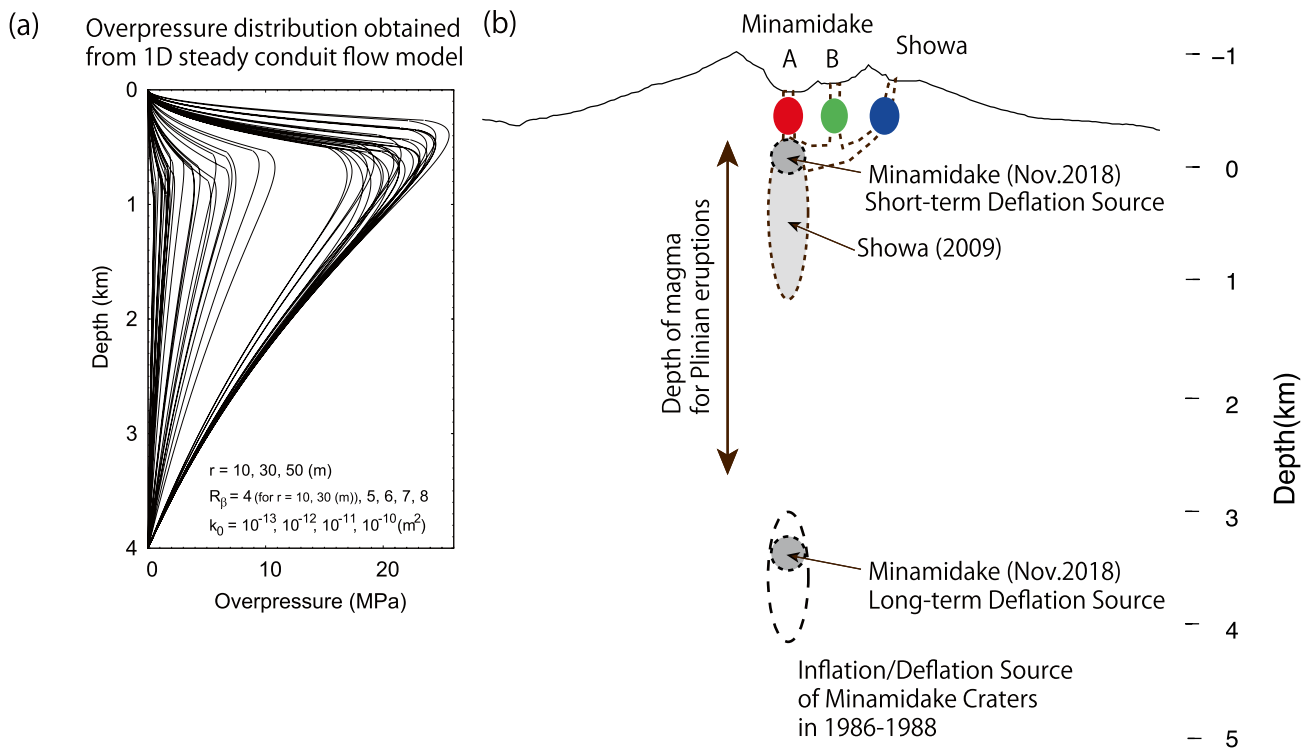 (a)
Overpressure distribution obtained
from 1D steady conduit flow model
0
1
2
3
4
Depth (km)
r = 10, 30, 50 (m)
Rβ = 4 (for r = 10, 30 (m)), 5, 6, 7, 8
k0 = 10-13, 10-12, 10-11, 10-10 (m2)
0 10 20
Overpressure (MPa)
(b)
Minamidake
A B
Showa
Minamidake (Nov.2018)
Short-term Deflation Source
Showa (2009)
Depth of magma
for Plinian eruptions
Minamidake (Nov.2018)
Long-term Deflation Source
Inflation/Deflation Source
of Minamidake Craters
in 1986-1988
−1
0
1
2
3
4
5
Depth(km)